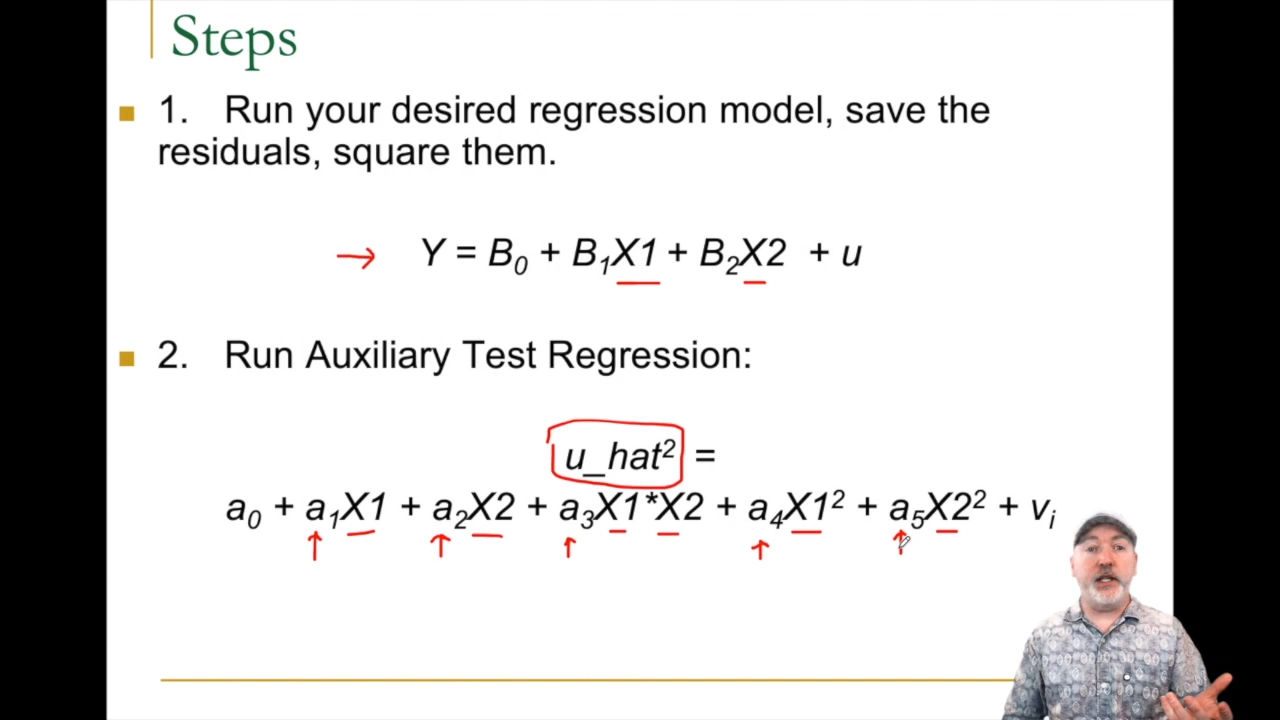 Steps
1. Run your desired regression model, save the
residuals, square them.
Y = B₀ + B₁X1 + B₂X2 + u
2. Run Auxiliary Test Regression:
u_hat² =
a₀ + a₁X1 + a₂X2 + a₃X1*X2 + a₄X1² + a₅X2² + vᵢ